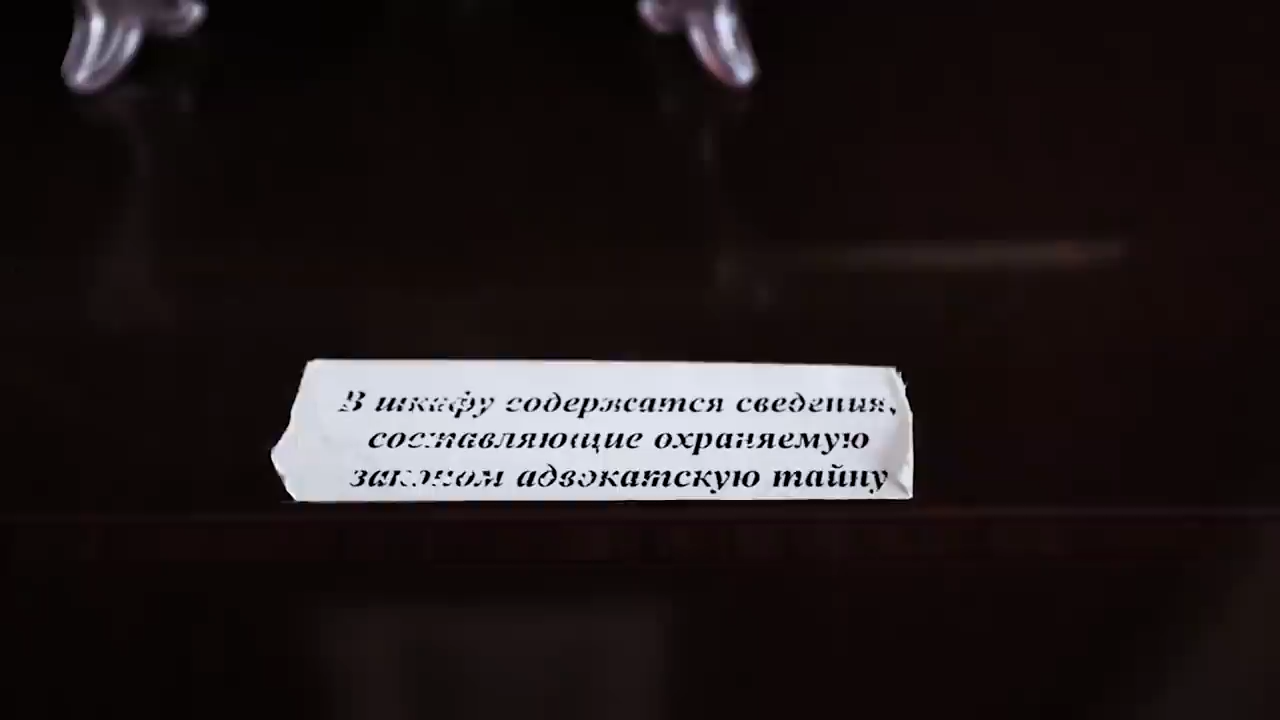 В шкафу содержатся сведения,
составляющие охраняемую
законом адвокатскую тайну